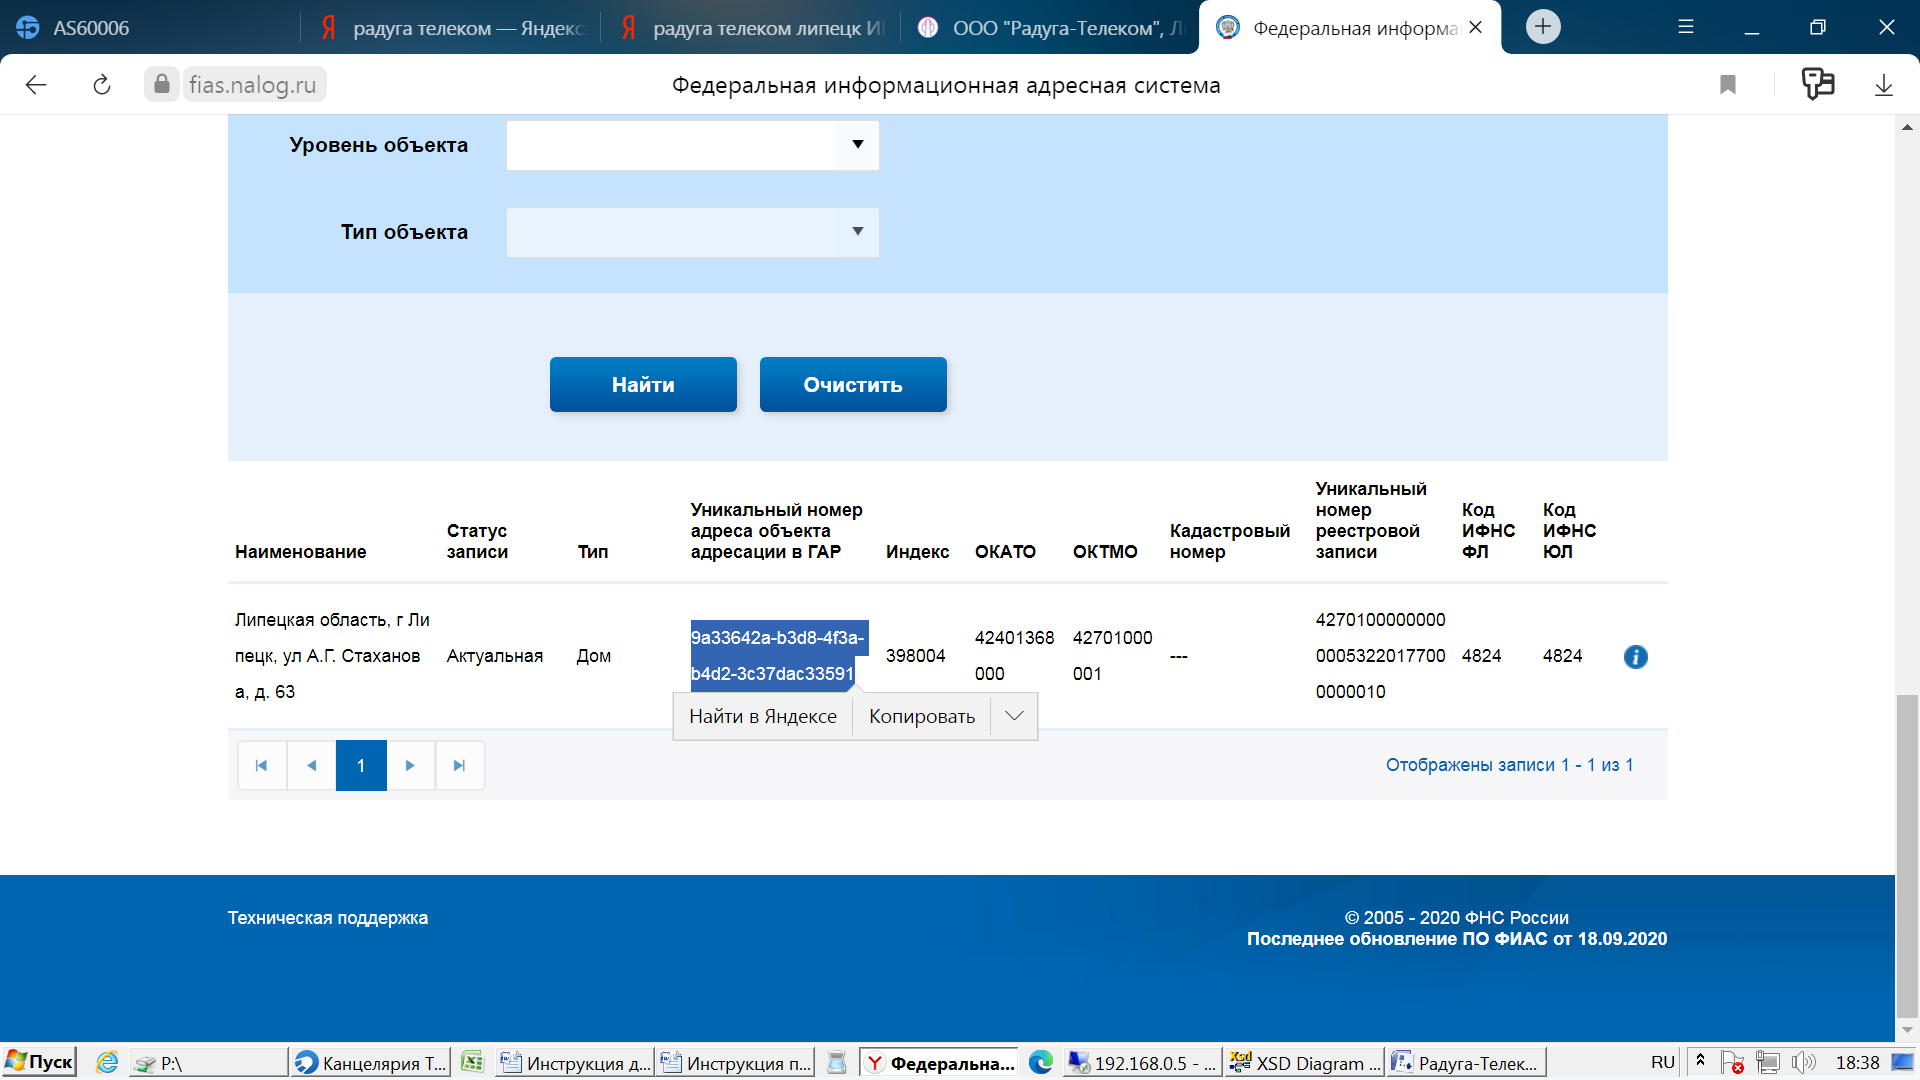 AS60006
радуга телеком — Яндекс
радуга телеком липецк И
ООО "Радуга-Телеком", Л
Федеральная информа
fias.nalog.ru
Федеральная информационная адресная система
Уровень объекта
Тип объекта
Найти
Очистить
Наименование
Статус
записи
Тип
Уникальный номер
адреса объекта
адресации в ГАР
Индекс
ОКАТО
ОКТМО
Кадастровый
номер
Уникальный
номер
реестровой
записи
Код
ИФНС
ФЛ
Код
ИФНС
ЮЛ
Липецкая область, г Ли
пецк, ул А.Г. Стаханов
а, д. 63
Актуальная
Дом
9a33642a-b3d8-4f3a-
b4d2-3c37dac33591
398004
42401368
000
42701000
001
---
4270100000000
0005322017700
0000010
4824
4824
Найти в Яндексе
Копировать
1
Отображены записи 1 - 1 из 1
Техническая поддержка
© 2005 - 2020 ФНС России
Последнее обновление ПО ФИАС от 18.09.2020
Пуск
P:\
Канцелярия Т...
Инструкция д...
Инструкция п...
Федеральна...
192.168.0.5 - ...
XSD Diagram ...
Радуга-Телек...
RU
18:38